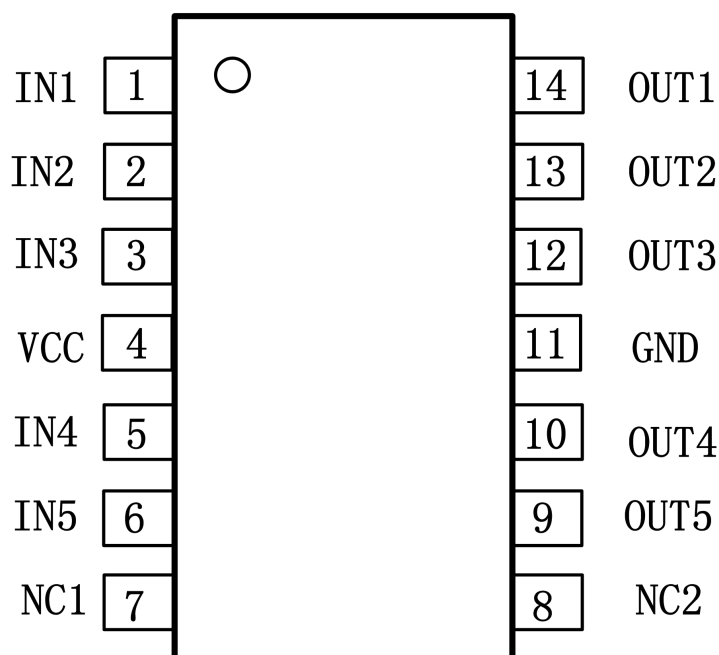 IN1 1 14 OUT1
IN2 2 13 OUT2
IN3 3 12 OUT3
VCC 4 11 GND
IN4 5 10 OUT4
IN5 6 9 OUT5
NC1 7 8 NC2